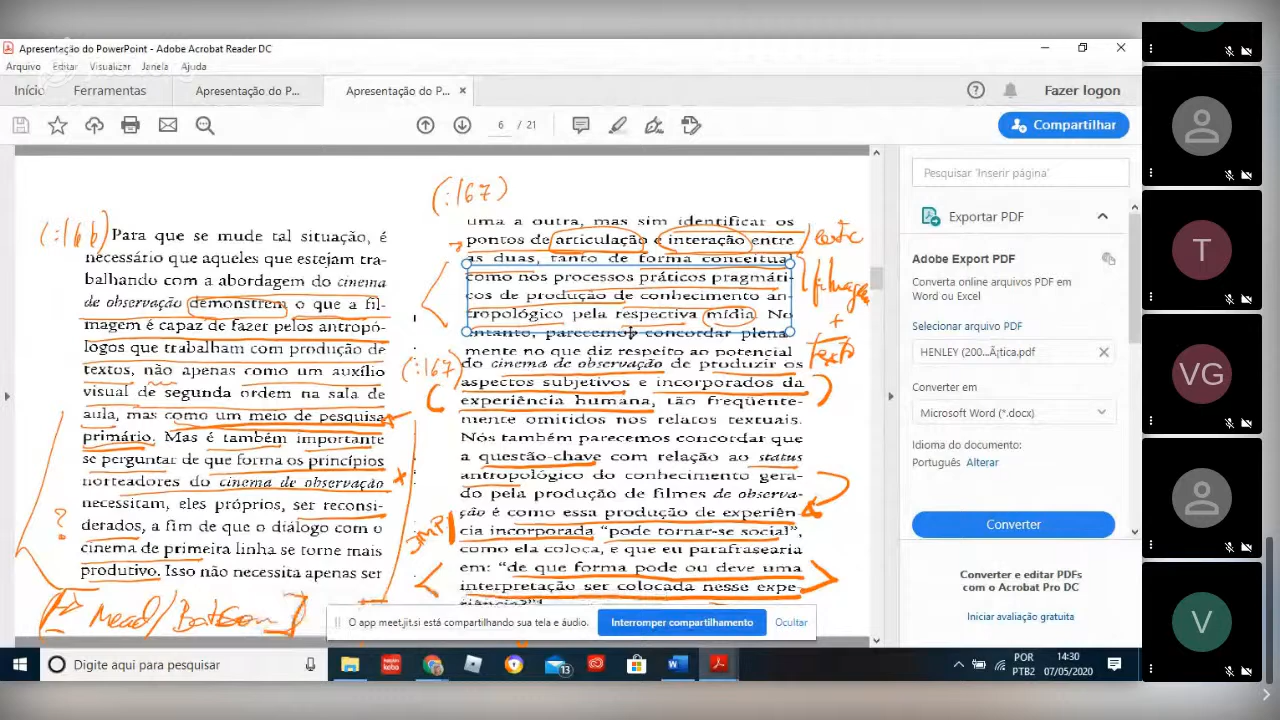 Apresentação do PowerPoint - Adobe Acrobat Reader DC
Arquivo Editar Visualizar Janela Ajuda
Início Ferramentas Apresentação do P... Apresentação do P... × Fazer logon
6 / 21
Compartilhar
(:166)
Para que se mude tal situação, é
necessário que aqueles que estejam tra-
balhando com a abordagem do cinema
de observação demonstrem o que a fil-
magem é capaz de fazer pelos antropó-
logos que trabalham com produção de
textos, não apenas como um auxílio
visual de segunda ordem na sala de
aula, mas como um meio de pesquisa
primário. Mas é também importante
se perguntar de que forma os princípios
norteadores do cinema de observação
necessitam, eles próprios, ser reconsi-
derados, a fim de que o diálogo com o
cinema de primeira linha se torne mais
produtivo. Isso não necessita apenas ser
?
Mead/Bateson
(:167)
uma a outra, mas sim identificar os
pontos de articulação e interação entre
as duas, tanto de forma conceitual
como nos processos práticos pragmáti-
cos de produção de conhecimento an-
tropológico pela respectiva mídia. No
entanto, parecemos concordar plena-
mente no que diz respeito ao potencial
filmagem
+
texto
(:167)
do cinema de observação de produzir os
aspectos subjetivos e incorporados da
experiência humana, tão freqüente-
mente omitidos nos relatos textuais.
Nós também parecemos concordar que
a questão-chave com relação ao status
antropológico do conhecimento gera-
do pela produção de filmes de observa-
ção é como essa produção de experiên-
cia incorporada “pode tornar-se social”,
como ela coloca, e que eu parafrasearia
em: “de que forma pode ou deve uma
interpretação ser colocada nesse expe-
riência?”
IMP
Pesquisar 'Inserir página'
Exportar PDF
Adobe Export PDF
Converta arquivos PDF em
Word ou Excel online
Selecionar arquivo PDF
HENLEY (200...Ã¡tica.pdf
Converter em
Microsoft Word (*.docx)
Idioma do documento:
Português Alterar
Converter
Converter e editar PDFs
com o Acrobat Pro DC
Iniciar avaliação gratuita
T
VG
V
O app meet.jit.si está compartilhando sua tela e áudio. Interromper compartilhamento Ocultar
Digite aqui para pesquisar
13
POR
PTB2
14:30
07/05/2020